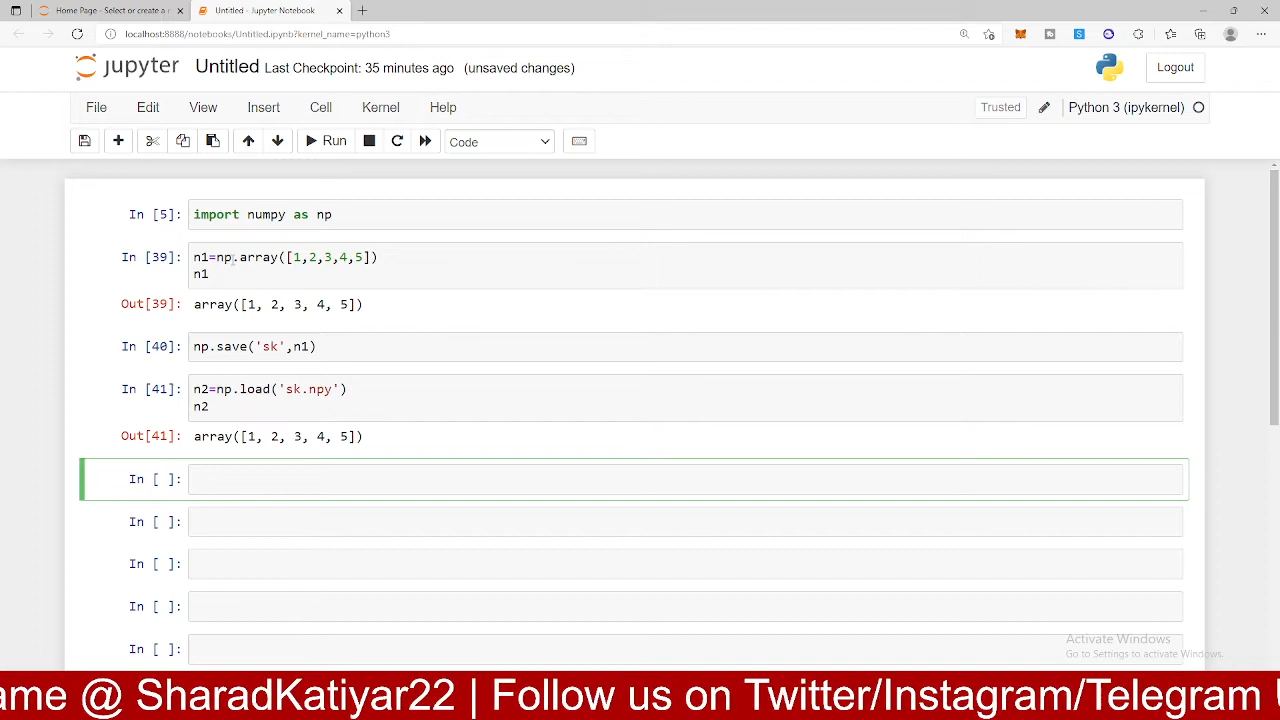 Home Page - Select or create a n
Untitled - Jupyter Notebook
localhost:8888/notebooks/Untitled.ipynb?kernel_name=python3
jupyter Untitled Last Checkpoint: 35 minutes ago (unsaved changes)
Logout
File Edit View Insert Cell Kernel Help
Trusted
Python 3 (ipykernel)
Run
Code
In [5]: import numpy as np
In [39]: n1=np.array([1,2,3,4,5])
n1
Out[39]: array([1, 2, 3, 4, 5])
In [40]: np.save('sk',n1)
In [41]: n2=np.load('sk.npy')
n2
Out[41]: array([1, 2, 3, 4, 5])
In [ ]:
In [ ]:
In [ ]:
In [ ]:
In [ ]:
Activate Windows
Go to Settings to activate Windows.
ame @ SharadKatiyar22 | Follow us on Twitter/Instagram/Telegram